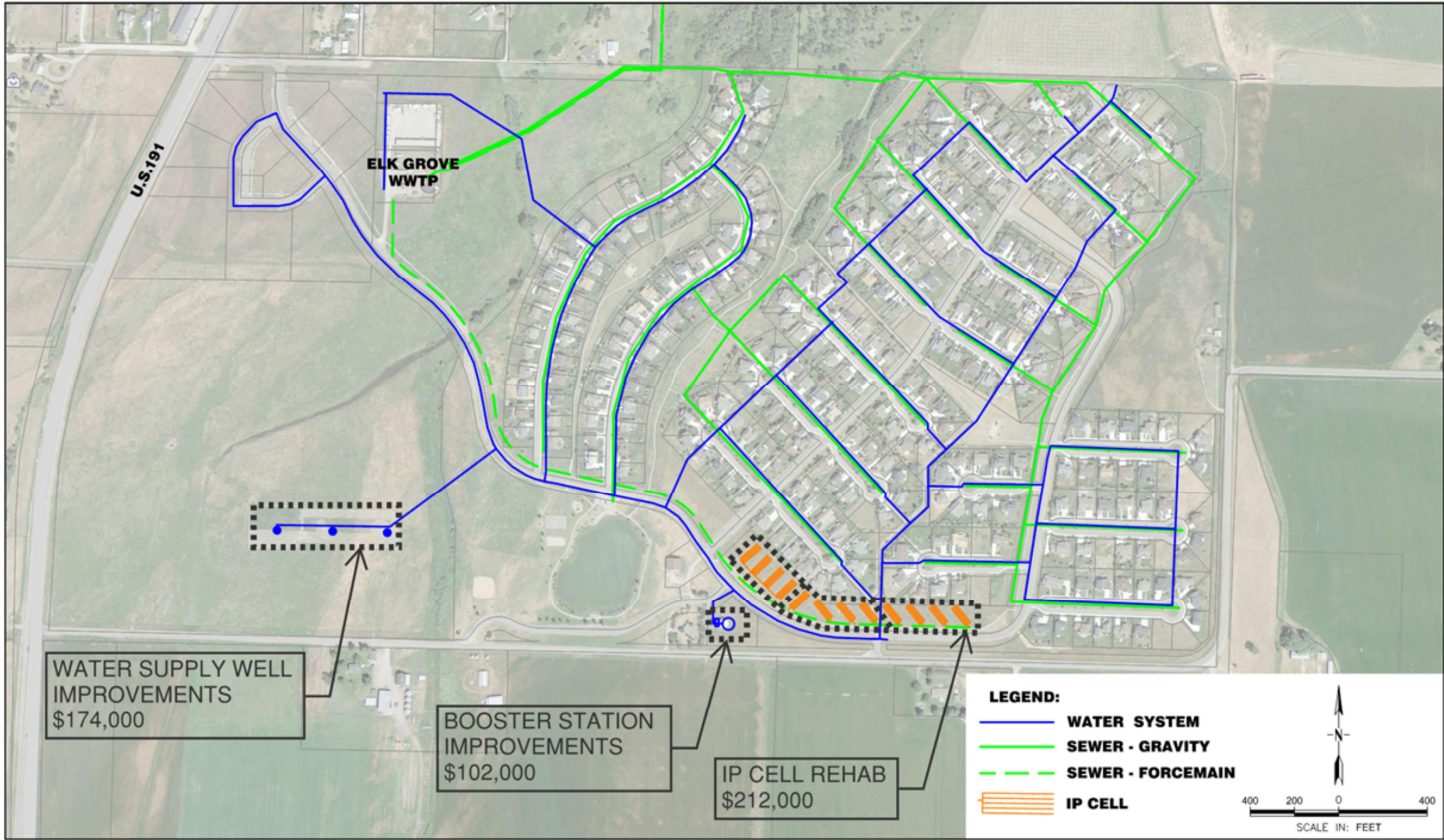 U.S.191
ELK GROVE
WWTP
WATER SUPPLY WELL
IMPROVEMENTS
$174,000
BOOSTER STATION
IMPROVEMENTS
$102,000
IP CELL REHAB
$212,000
LEGEND:
WATER SYSTEM
SEWER - GRAVITY
SEWER - FORCEMAIN
IP CELL
N
400 200 0 400
SCALE IN: FEET